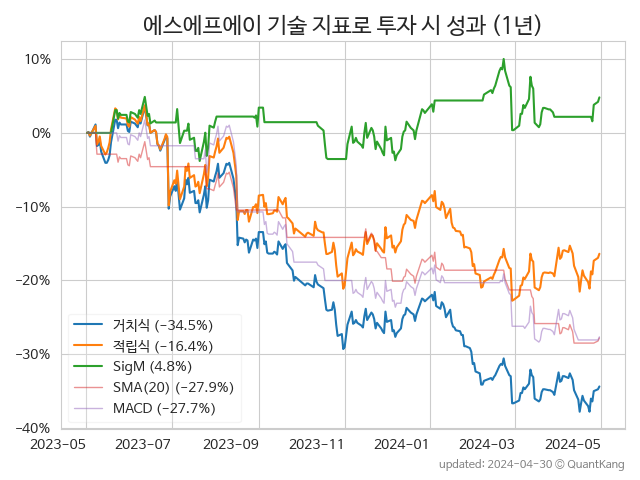 에스에프에이 기술 지표로 투자 시 성과 (1년)
10%
0%
−10%
−20%
−30%
−40%
거치식 (−34.5%)
적립식 (−16.4%)
SigM (4.8%)
SMA(20) (−27.9%)
MACD (−27.7%)
2023-05 2023-07 2023-09 2023-11 2024-01 2024-03 2024-05
updated: 2024-04-30 © QuantKang